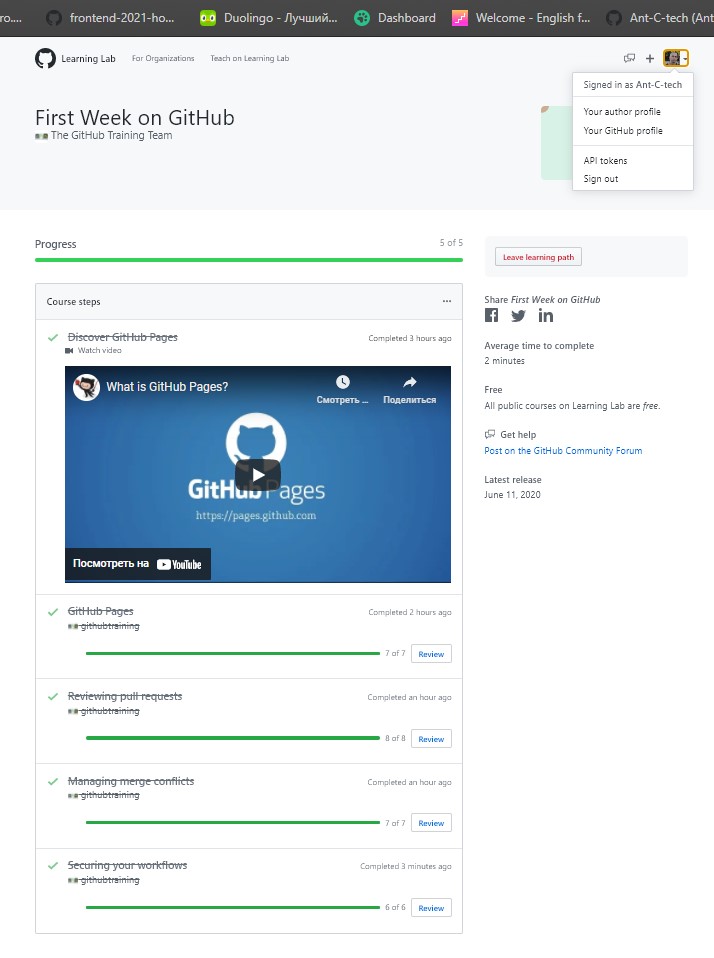 ro....
frontend-2021-ho...
Duolingo - Лучший...
Dashboard
Welcome - English f...
Ant-C-tech (Ant
Learning Lab
For Organizations
Teach on Learning Lab
Signed in as Ant-C-tech
Your author profile
Your GitHub profile
API tokens
Sign out
First Week on GitHub
The GitHub Training Team
Progress
5 of 5
Leave learning path
Course steps
...
Discover GitHub Pages
Completed 3 hours ago
Watch video
What is GitHub Pages?
Смотреть ...
Поделиться
GitHub Pages
https://pages.github.com
Посмотреть на YouTube
GitHub Pages
Completed 2 hours ago
githubtraining
7 of 7
Review
Reviewing pull requests
Completed an hour ago
githubtraining
8 of 8
Review
Managing merge conflicts
Completed an hour ago
githubtraining
7 of 7
Review
Securing your workflows
Completed 3 minutes ago
githubtraining
6 of 6
Review
Share First Week on GitHub
Average time to complete
2 minutes
Free
All public courses on Learning Lab are free.
Get help
Post on the GitHub Community Forum
Latest release
June 11, 2020